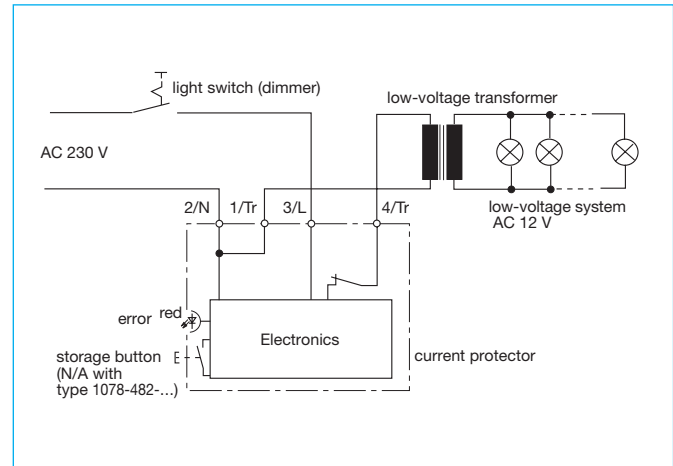 light switch (dimmer)
low-voltage transformer
AC 230 V
low-voltage system
AC 12 V
2/N
1/Tr
3/L
4/Tr
error
red
Electronics
storage button
(N/A with
type 1078-482-...)
current protector